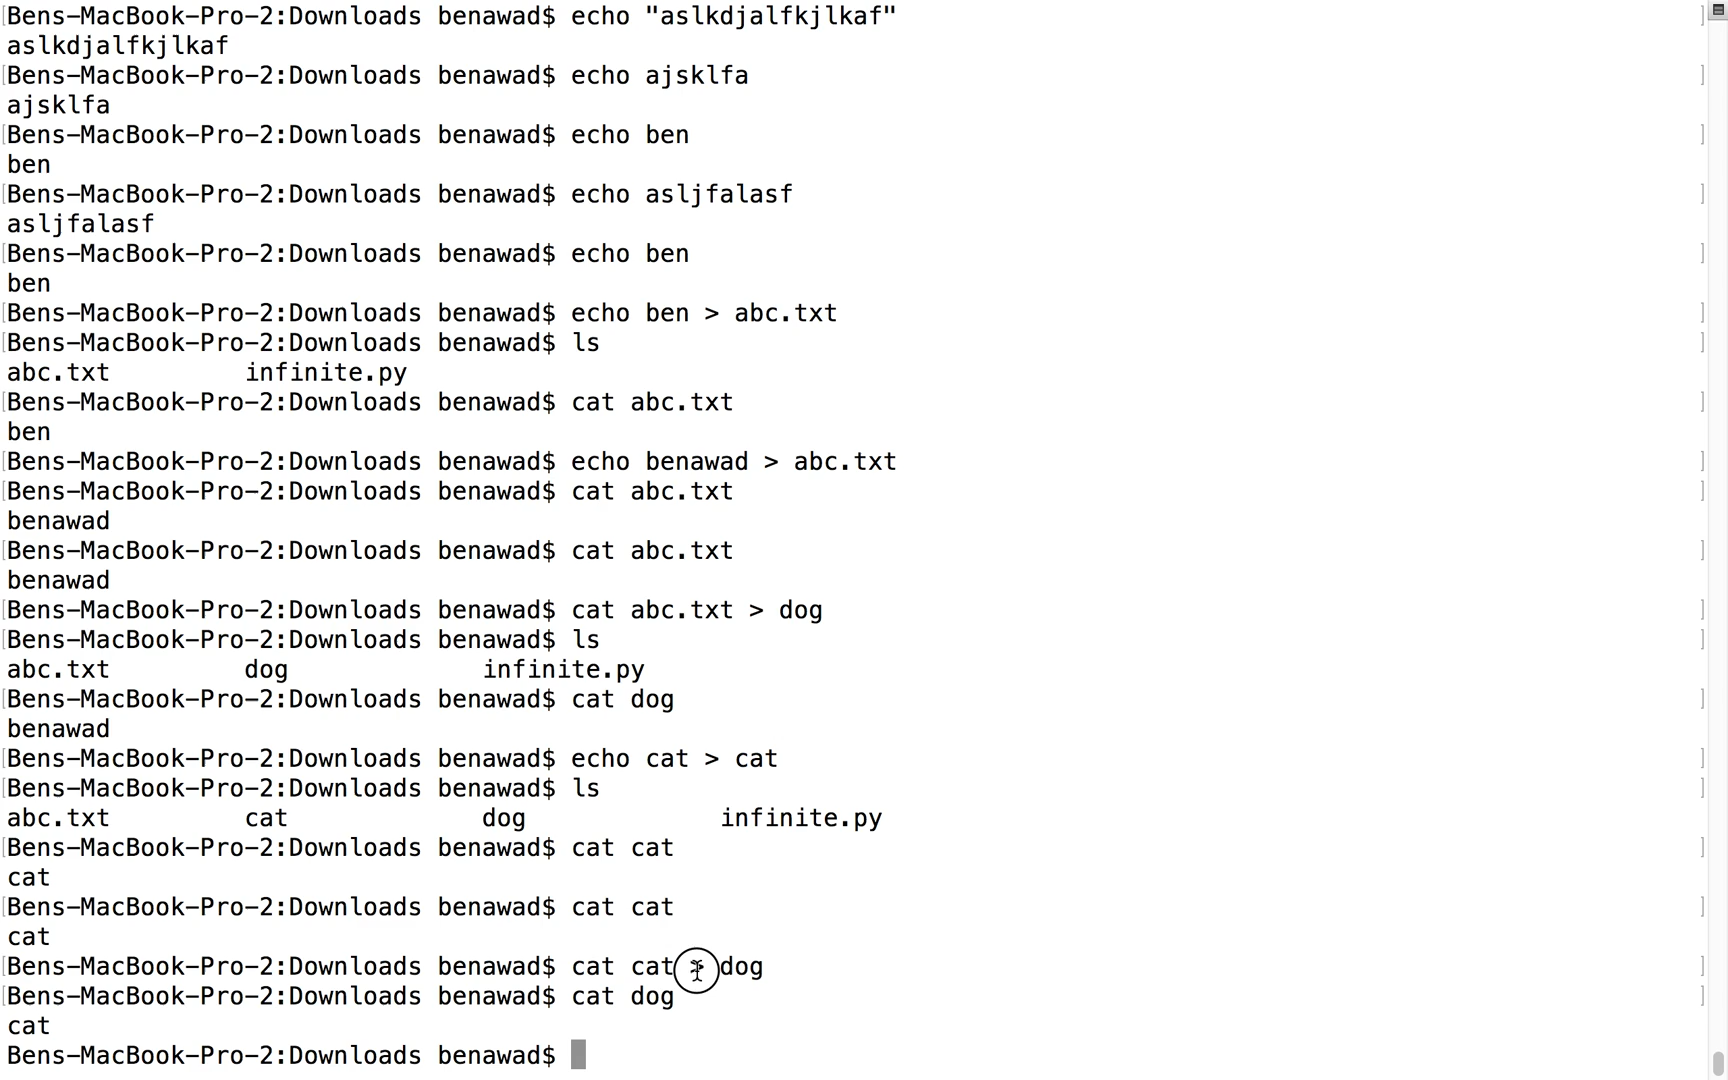 Bens-MacBook-Pro-2:Downloads benawad$ echo "aslkdjalfkjlkaf"
aslkdjalfkjlkaf
Bens-MacBook-Pro-2:Downloads benawad$ echo ajsklfa
ajsklfa
Bens-MacBook-Pro-2:Downloads benawad$ echo ben
ben
Bens-MacBook-Pro-2:Downloads benawad$ echo asljfalasf
asljfalasf
Bens-MacBook-Pro-2:Downloads benawad$ echo ben
ben
Bens-MacBook-Pro-2:Downloads benawad$ echo ben > abc.txt
Bens-MacBook-Pro-2:Downloads benawad$ ls
abc.txt infinite.py
Bens-MacBook-Pro-2:Downloads benawad$ cat abc.txt
ben
Bens-MacBook-Pro-2:Downloads benawad$ echo benawad > abc.txt
Bens-MacBook-Pro-2:Downloads benawad$ cat abc.txt
benawad
Bens-MacBook-Pro-2:Downloads benawad$ cat abc.txt
benawad
Bens-MacBook-Pro-2:Downloads benawad$ cat abc.txt > dog
Bens-MacBook-Pro-2:Downloads benawad$ ls
abc.txt dog infinite.py
Bens-MacBook-Pro-2:Downloads benawad$ cat dog
benawad
Bens-MacBook-Pro-2:Downloads benawad$ echo cat > cat
Bens-MacBook-Pro-2:Downloads benawad$ ls
abc.txt cat dog infinite.py
Bens-MacBook-Pro-2:Downloads benawad$ cat cat
cat
Bens-MacBook-Pro-2:Downloads benawad$ cat cat
cat
Bens-MacBook-Pro-2:Downloads benawad$ cat cat > dog
Bens-MacBook-Pro-2:Downloads benawad$ cat dog
cat
Bens-MacBook-Pro-2:Downloads benawad$